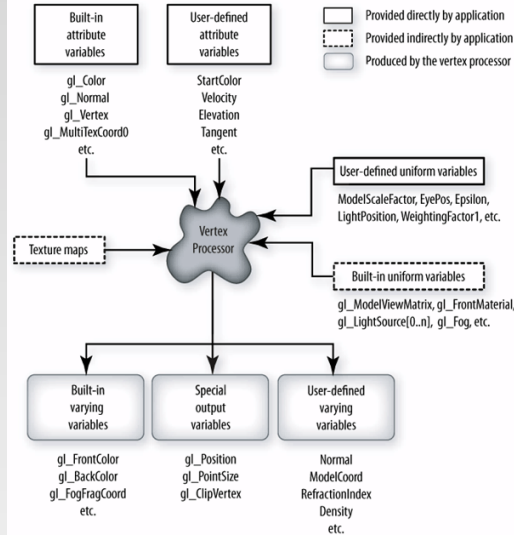 Built-in
attribute
variables
User-defined
attribute
variables
Provided directly by application
Provided indirectly by application
Produced by the vertex processor
gl_Color
gl_Normal
gl_Vertex
gl_MultiTexCoord0
etc.
StartColor
Velocity
Elevation
Tangent
etc.
User-defined uniform variables
ModelScaleFactor, EyePos, Epsilon,
LightPosition, WeightingFactor1, etc.
Vertex
Processor
Texture maps
Built-in uniform variables
gl_ModelViewMatrix, gl_FrontMaterial,
gl_LightSource[0..n], gl_Fog, etc.
Built-in
varying
variables
Special
output
variables
User-defined
varying
variables
gl_FrontColor
gl_BackColor
gl_FogFragCoord
etc.
gl_Position
gl_PointSize
gl_ClipVertex
Normal
ModelCoord
RefractionIndex
Density
etc.